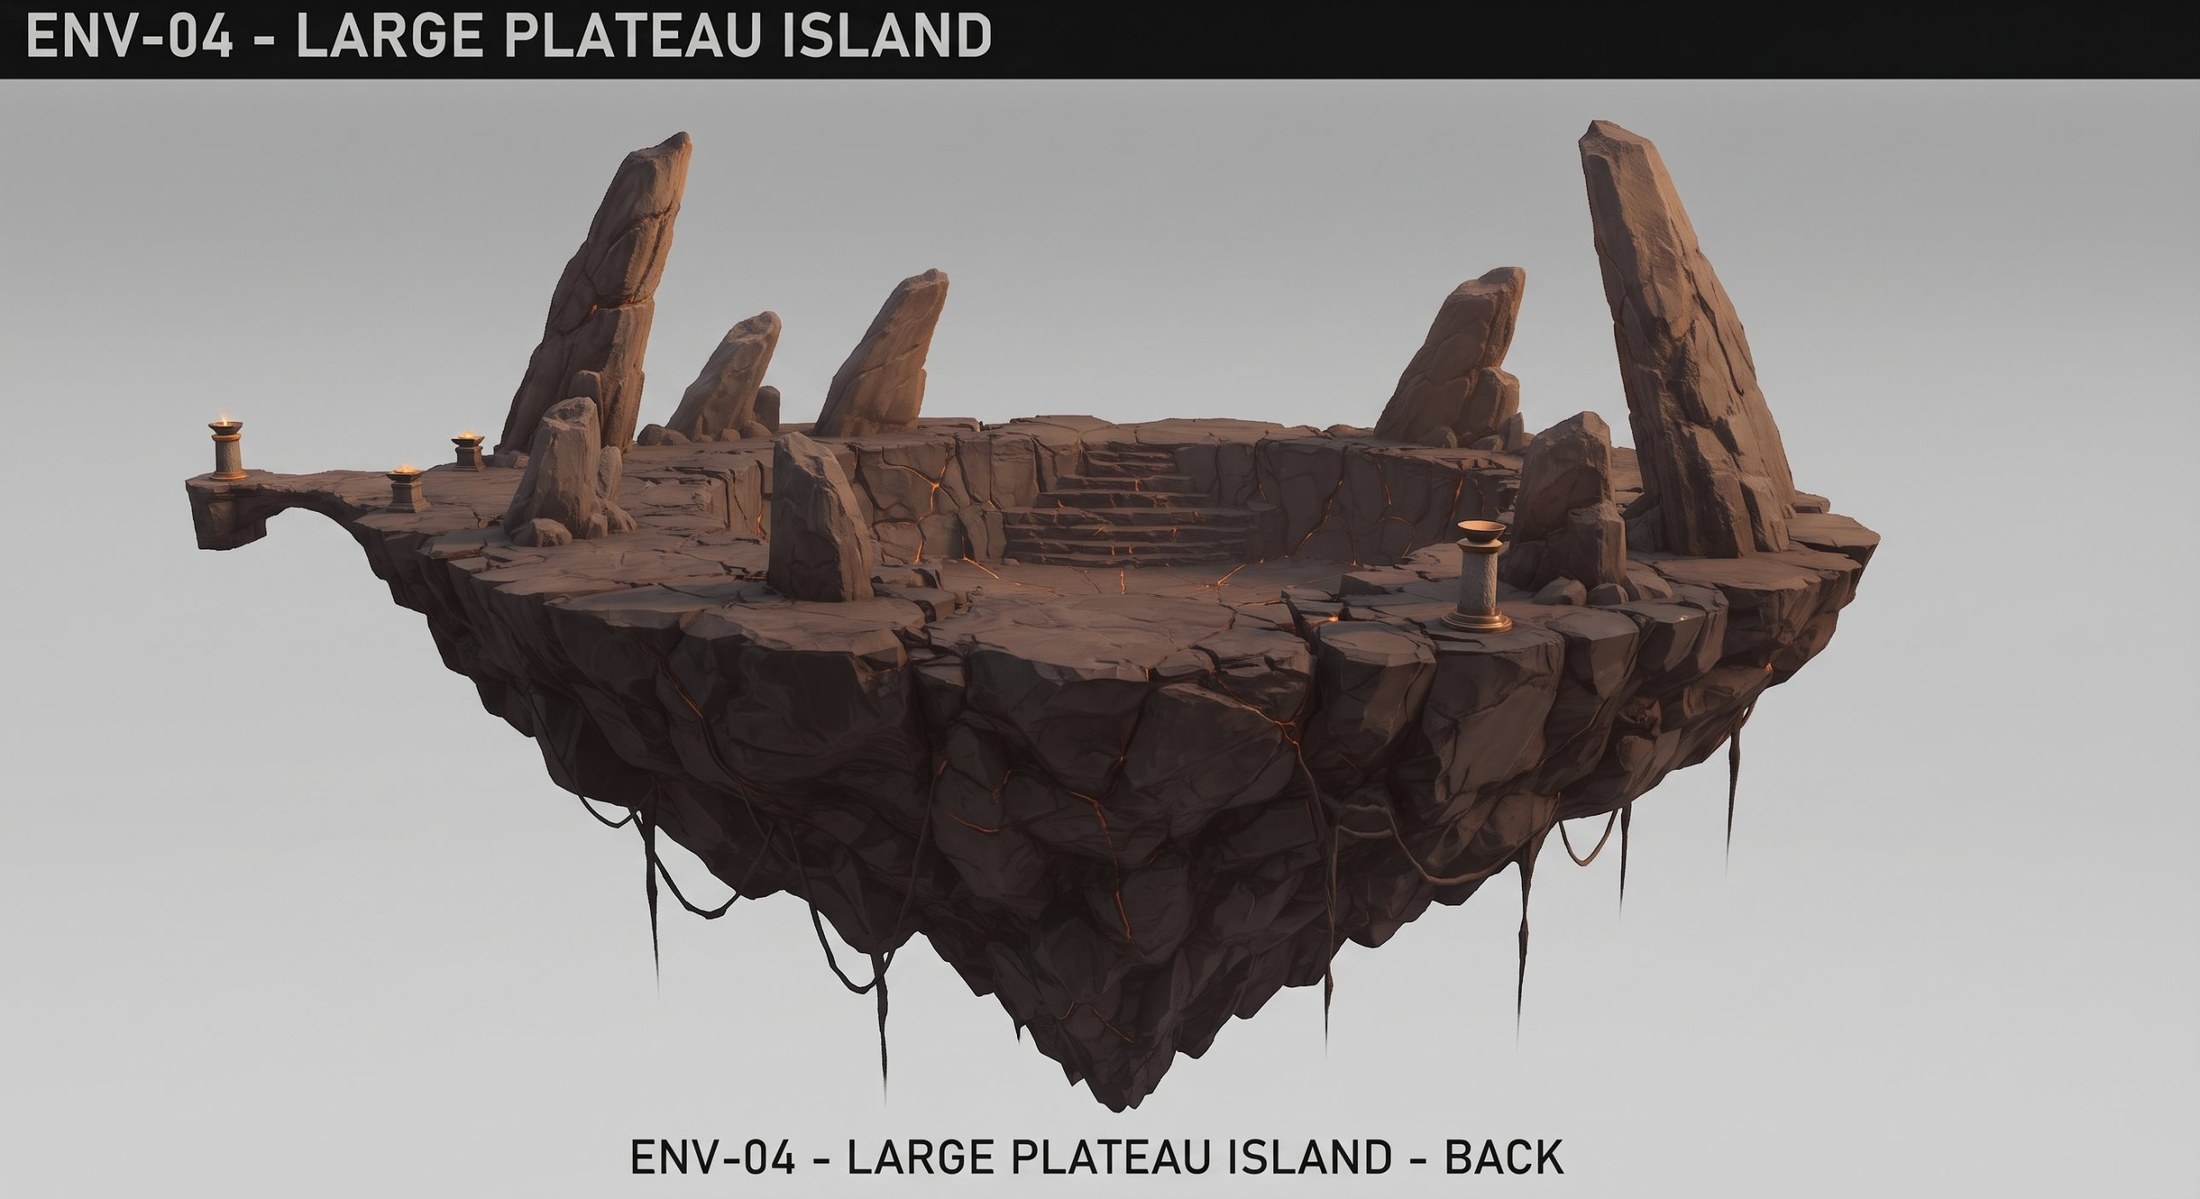 ENV-04 - LARGE PLATEAU ISLAND
ENV-04 - LARGE PLATEAU ISLAND - BACK